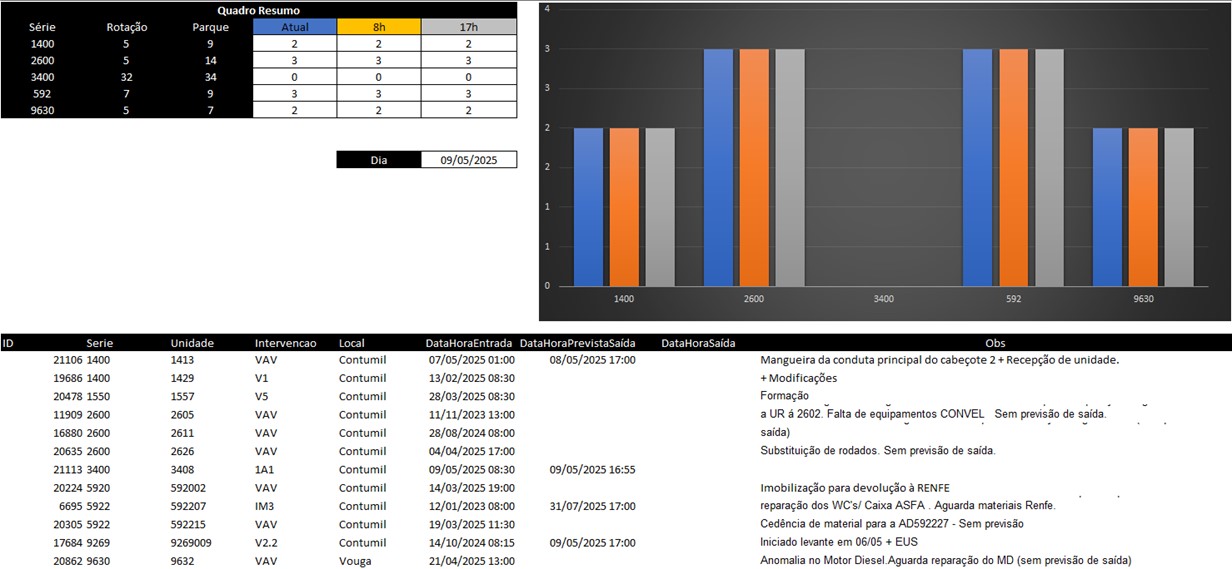 Quadro Resumo
Série Rotação Parque Atual 8h 17h
1400 5 9 2 2 2
2600 5 14 3 3 3
3400 32 34 0 0 0
592 7 9 3 3 3
9630 5 7 2 2 2
Dia 09/05/2025
4
3
3
2
2
1
1
0
1400 2600 3400 592 9630
ID Serie Unidade Intervencao Local DataHoraEntrada DataHoraPrevistaSaída DataHoraSaída Obs
21106 1400 1413 VAV Contumil 07/05/2025 01:00 08/05/2025 17:00 Mangueira da conduta principal do cabeçote 2 + Recepção de unidade.
19686 1400 1429 V1 Contumil 13/02/2025 08:30 + Modificações
20478 1550 1557 V5 Contumil 28/03/2025 08:30 Formação
11909 2600 2605 VAV Contumil 11/11/2023 13:00 a UR á 2602. Falta de equipamentos CONVEL Sem previsão de saída.
16880 2600 2611 VAV Contumil 28/08/2024 08:00 saída)
20635 2600 2626 VAV Contumil 04/04/2025 17:00 Substituição de rodados. Sem previsão de saída.
21113 3400 3408 1A1 Contumil 09/05/2025 08:30 09/05/2025 16:55
20224 5920 592002 VAV Contumil 14/03/2025 19:00 Imobilização para devolução à RENFE
6695 5922 592207 IM3 Contumil 12/01/2023 08:00 31/07/2025 17:00 reparação dos WC's/ Caixa ASFA . Aguarda materiais Renfe.
20305 5922 592215 VAV Contumil 19/03/2025 11:30 Cedência de material para a AD592227 - Sem previsão
17684 9269 9269009 V2.2 Contumil 14/10/2024 08:15 09/05/2025 17:00 Iniciado levante em 06/05 + EUS
20862 9630 9632 VAV Vouga 21/04/2025 13:00 Anomalia no Motor Diesel.Aguarda reparação do MD (sem previsão de saída)